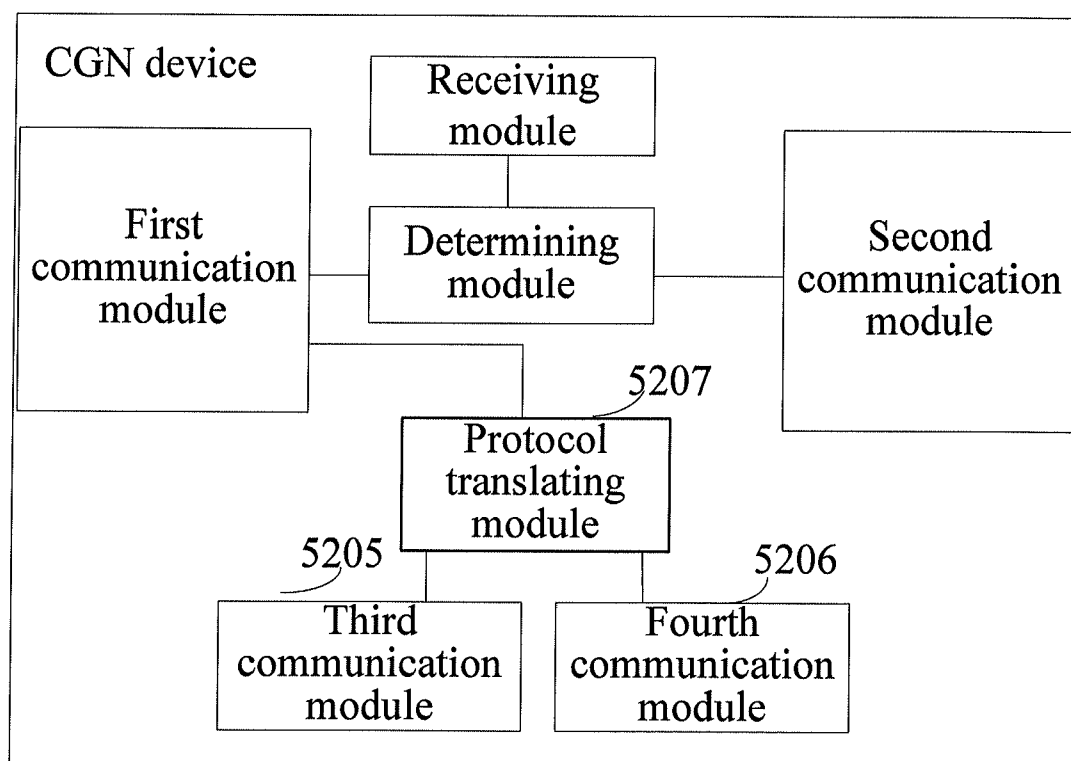 CGN device
Receiving
module
First
communication
module
Determining
module
Second
communication
module
5207
Protocol
translating
module
5205
5206
Third
communication
module
Fourth
communication
module